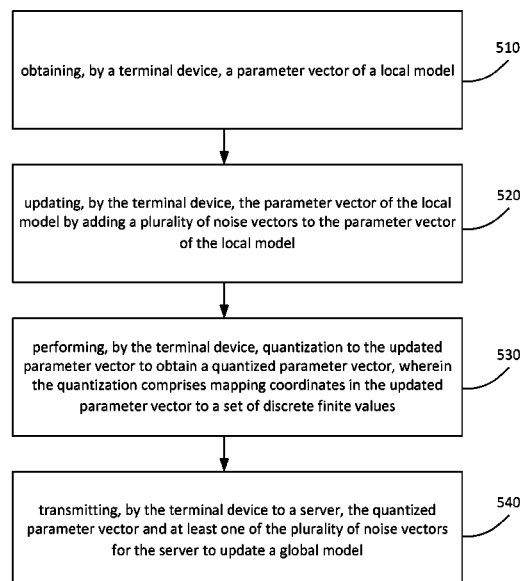 obtaining, by a terminal device, a parameter vector of a local model
510
updating, by the terminal device, the parameter vector of the local
model by adding a plurality of noise vectors to the parameter vector
of the local model
520
performing, by the terminal device, quantization to the updated
parameter vector to obtain a quantized parameter vector, wherein
the quantization comprises mapping coordinates in the updated
parameter vector to a set of discrete finite values
530
transmitting, by the terminal device to a server, the quantized
parameter vector and at least one of the plurality of noise vectors
for the server to update a global model
540